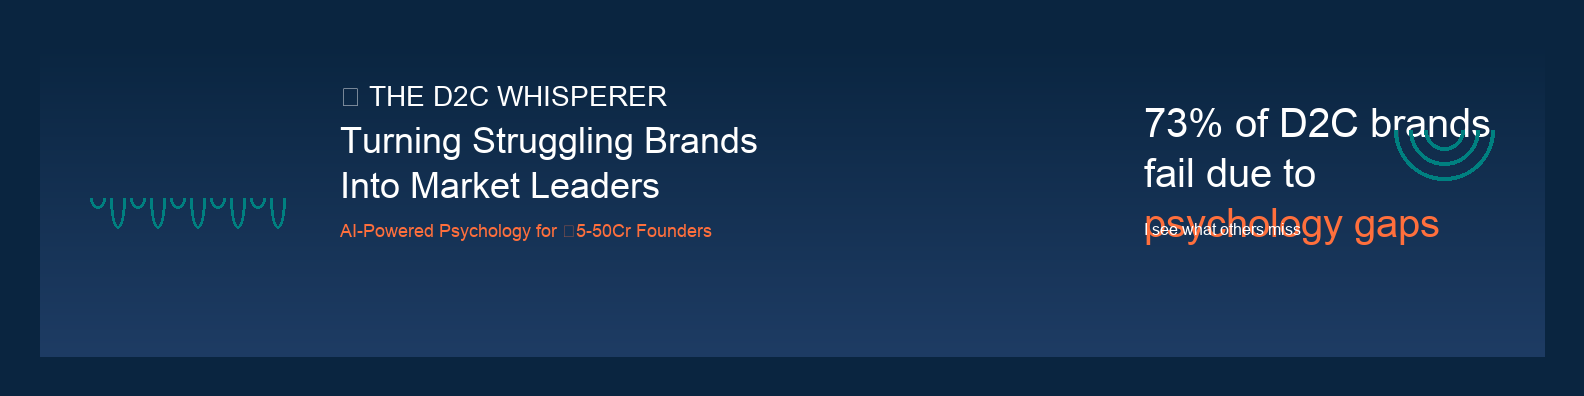 THE D2C WHISPERER
Turning Struggling Brands
Into Market Leaders
AI-Powered Psychology for 5-50Cr Founders
73% of D2C brands
fail due to
psychology gaps
I see what others miss